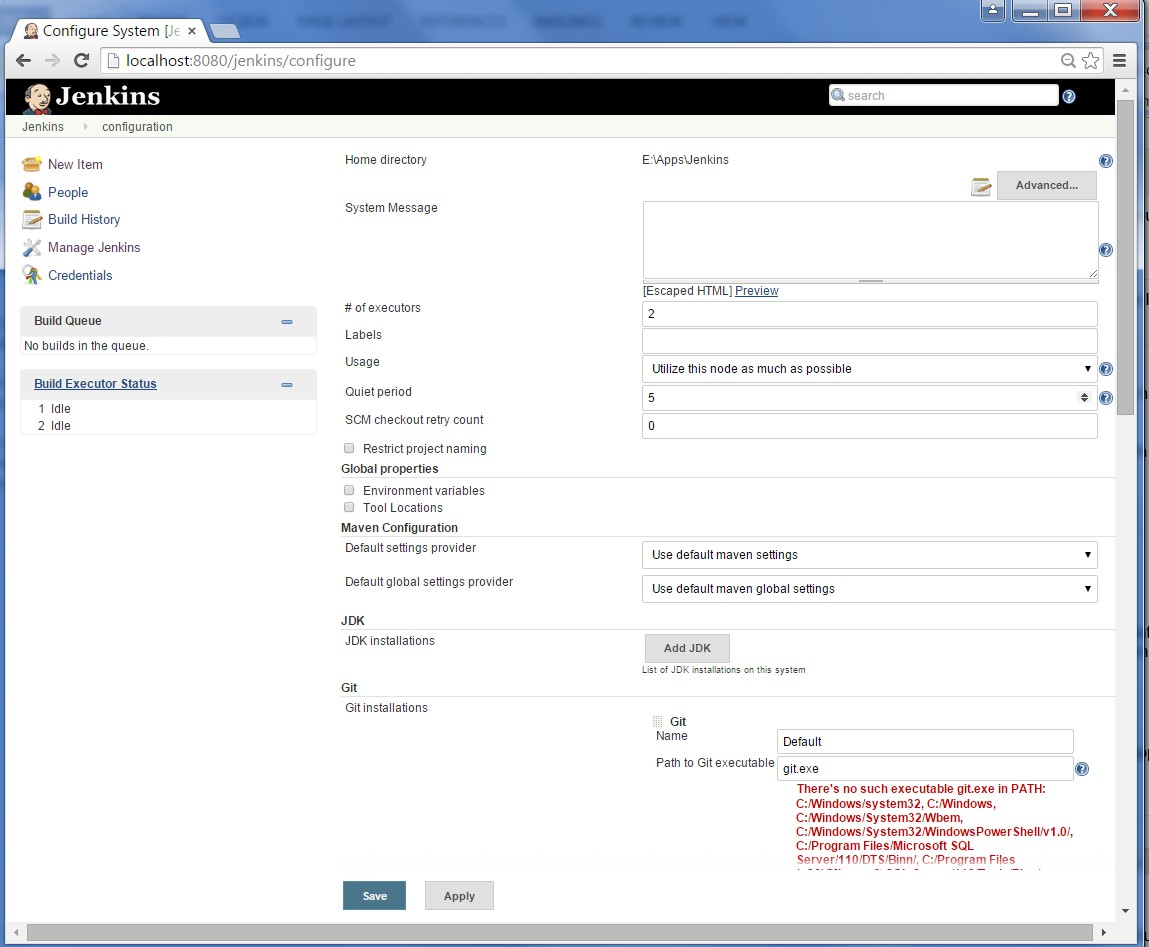 PAGE LAYOUT REFERENCES MAILINGS REVIEW VIEW
Configure System [Je
localhost:8080/jenkins/configure
Jenkins
search
Jenkins configuration
New Item
People
Build History
Manage Jenkins
Credentials
Build Queue
No builds in the queue.
Build Executor Status
1 Idle
2 Idle
Home directory E:\Apps\Jenkins
Advanced...
System Message
[Escaped HTML] Preview
# of executors 2
Labels
Usage Utilize this node as much as possible
Quiet period 5
SCM checkout retry count 0
Restrict project naming
Global properties
Environment variables
Tool Locations
Maven Configuration
Default settings provider Use default maven settings
Default global settings provider Use default maven global settings
JDK
JDK installations Add JDK
List of JDK installations on this system
Git
Git installations
Git
Name Default
Path to Git executable git.exe
There's no such executable git.exe in PATH:
C:/Windows/system32, C:/Windows,
C:/Windows/System32/Wbem,
C:/Windows/System32/WindowsPowerShell/v1.0/,
C:/Program Files/Microsoft SQL
Server/110/DTS/Binn/, C:/Program Files
Save Apply